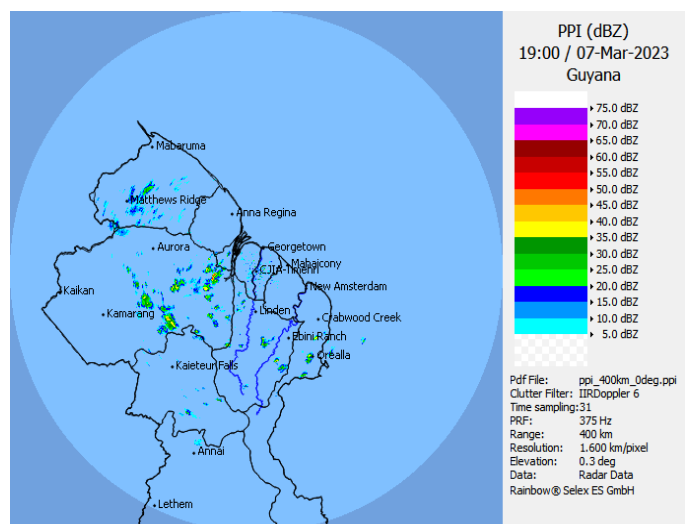 PPI (dBZ)
19:00 / 07-Mar-2023
Guyana
75.0 dBZ
70.0 dBZ
65.0 dBZ
60.0 dBZ
55.0 dBZ
50.0 dBZ
45.0 dBZ
40.0 dBZ
35.0 dBZ
30.0 dBZ
25.0 dBZ
20.0 dBZ
15.0 dBZ
10.0 dBZ
5.0 dBZ
Pdf File: ppi_400km_0deg.ppi
Clutter Filter: IIRDoppler 6
Time sampling:31
PRF: 375 Hz
Range: 400 km
Resolution: 1.600 km/pixel
Elevation: 0.3 deg
Data: Radar Data
Rainbow® Selex ES GmbH
Mabaruma
Matthews Ridge
Anna Regina
Aurora
Georgetown
Mahaicony
CJIA-Timehri
Kaikan
New Amsterdam
Kamarang
Linden
Crabwood Creek
Ebini Ranch
Orealla
Kaieteur Falls
Annai
Lethem